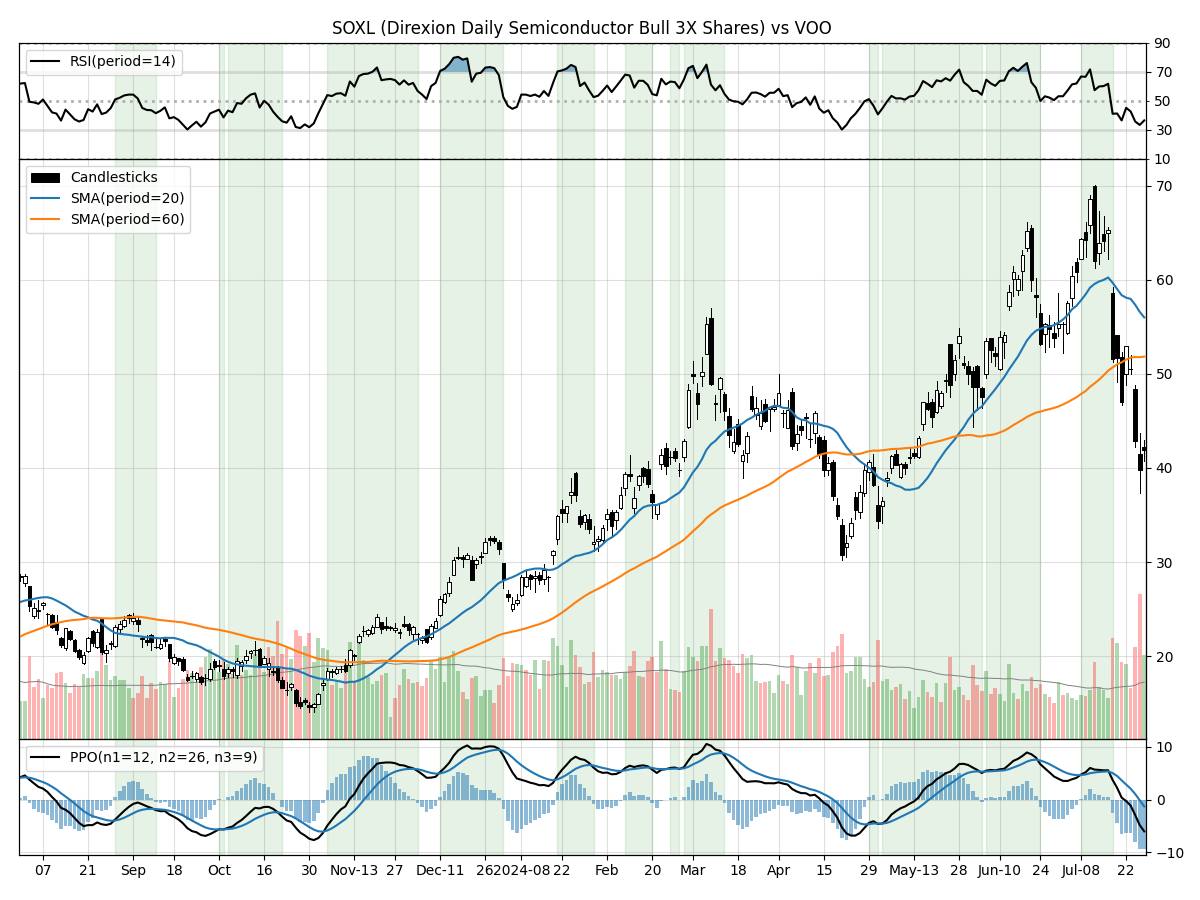 SOXL (Direxion Daily Semiconductor Bull 3X Shares) vs VOO
RSI(period=14)
90
70
50
30
10
Candlesticks
SMA(period=20)
SMA(period=60)
70
60
50
40
30
20
PPO(n1=12, n2=26, n3=9)
10
0
−10
07 21 Sep 18 Oct 16 30 Nov-13 27 Dec-11 26 2024-08 22 Feb 20 Mar 18 Apr 15 29 May-13 28 Jun-10 24 Jul-08 22